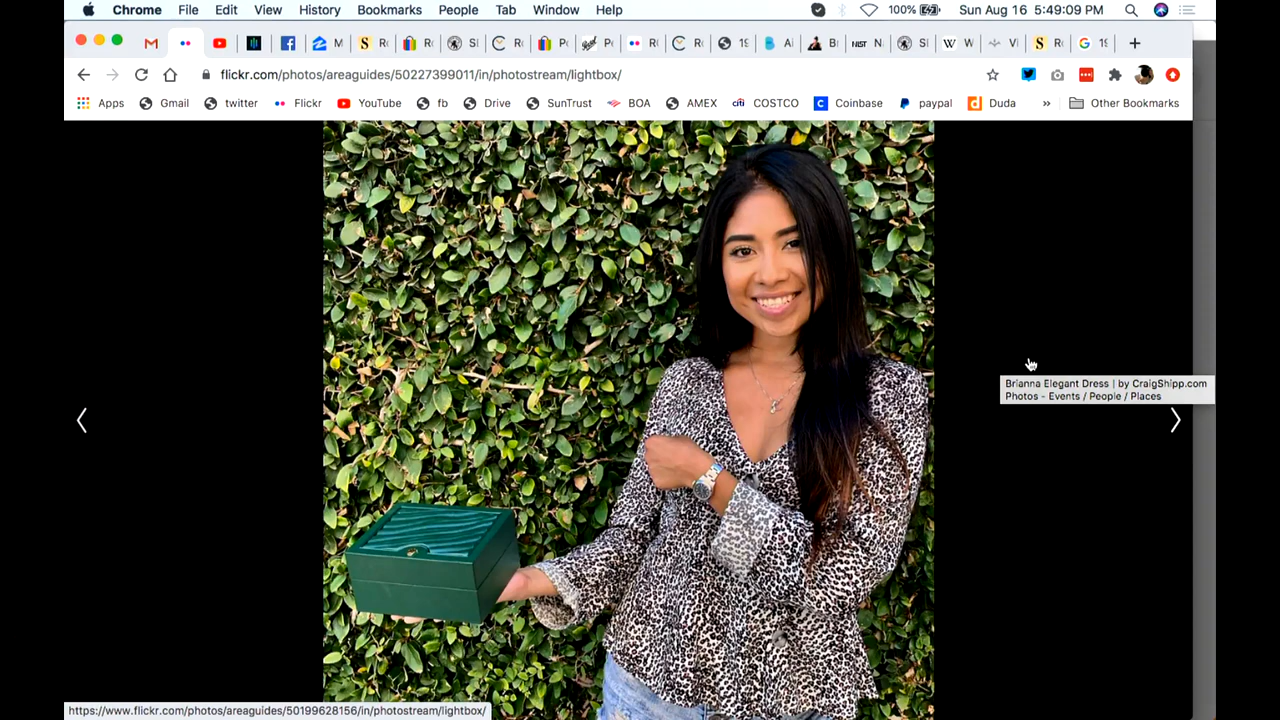 Chrome File Edit View History Bookmarks People Tab Window Help 100% Sun Aug 16 5:49:09 PM
flickr.com/photos/areaguides/50227399011/in/photostream/lightbox/
Apps Gmail twitter Flickr YouTube fb Drive SunTrust BOA AMEX COSTCO Coinbase paypal Duda » Other Bookmarks
Brianna Elegant Dress | by CraigShipp.com
Photos - Events / People / Places
https://www.flickr.com/photos/areaguides/50199628156/in/photostream/lightbox/